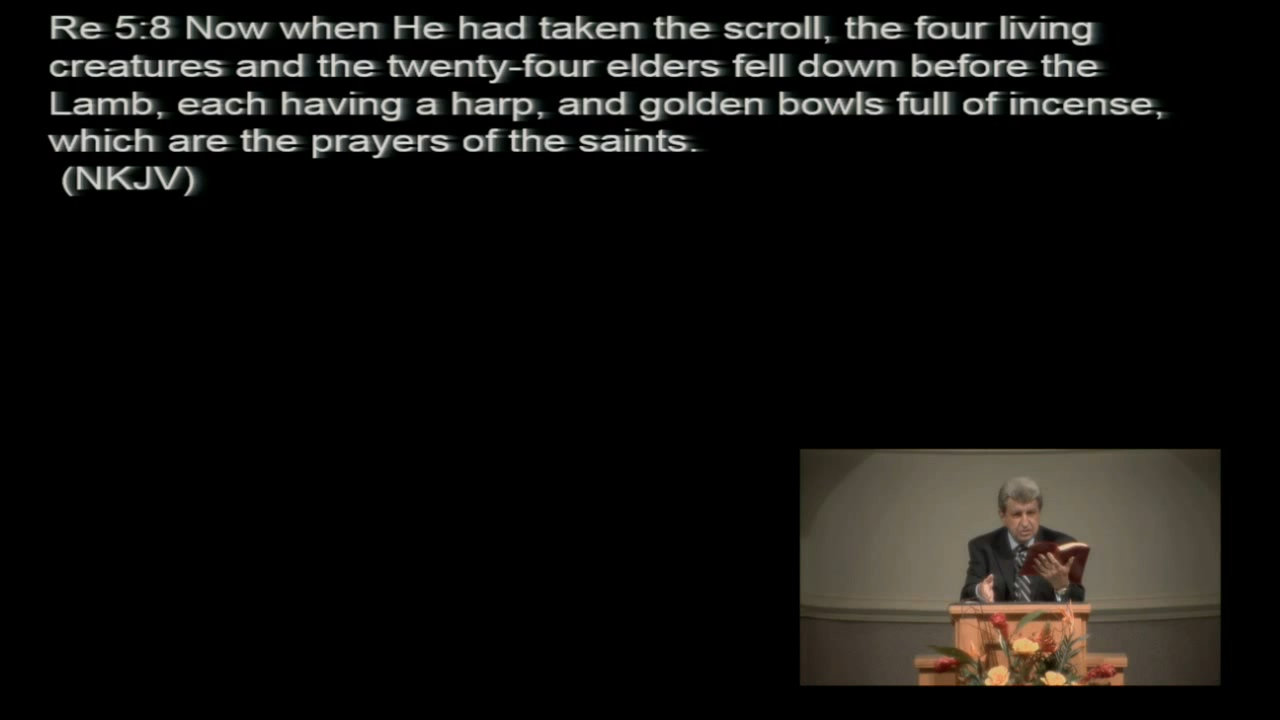 Re 5:8 Now when He had taken the scroll, the four living
creatures and the twenty-four elders fell down before the
Lamb, each having a harp, and golden bowls full of incense,
which are the prayers of the saints.
(NKJV)